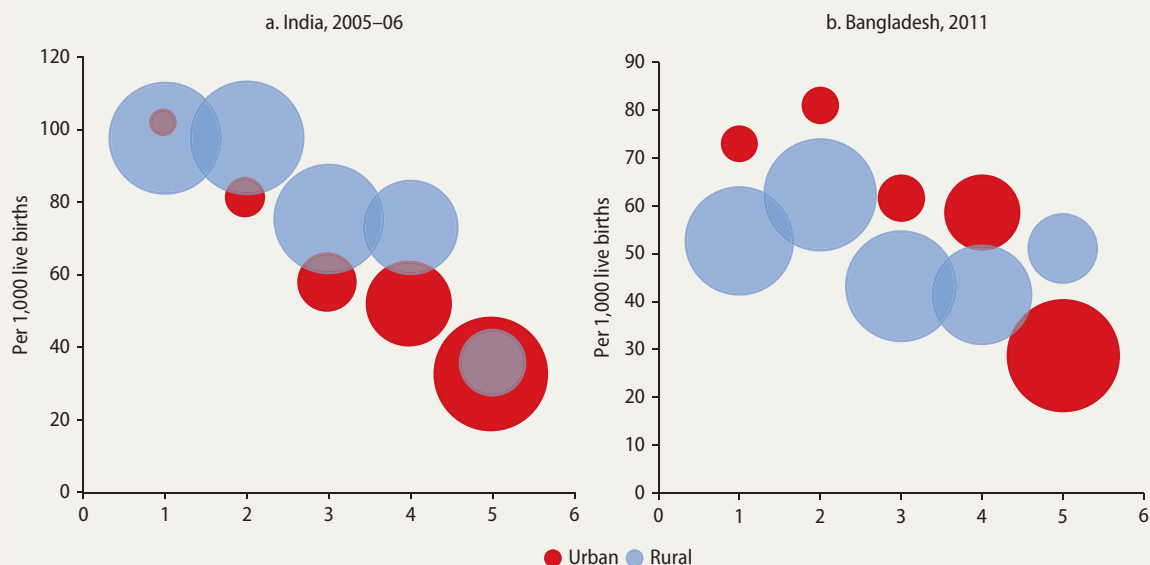 a. India, 2005–06
120
100
80
60
40
20
0
Per 1,000 live births
0 1 2 3 4 5 6
b. Bangladesh, 2011
90
80
70
60
50
40
30
20
10
0
Per 1,000 live births
0 1 2 3 4 5 6
Urban Rural